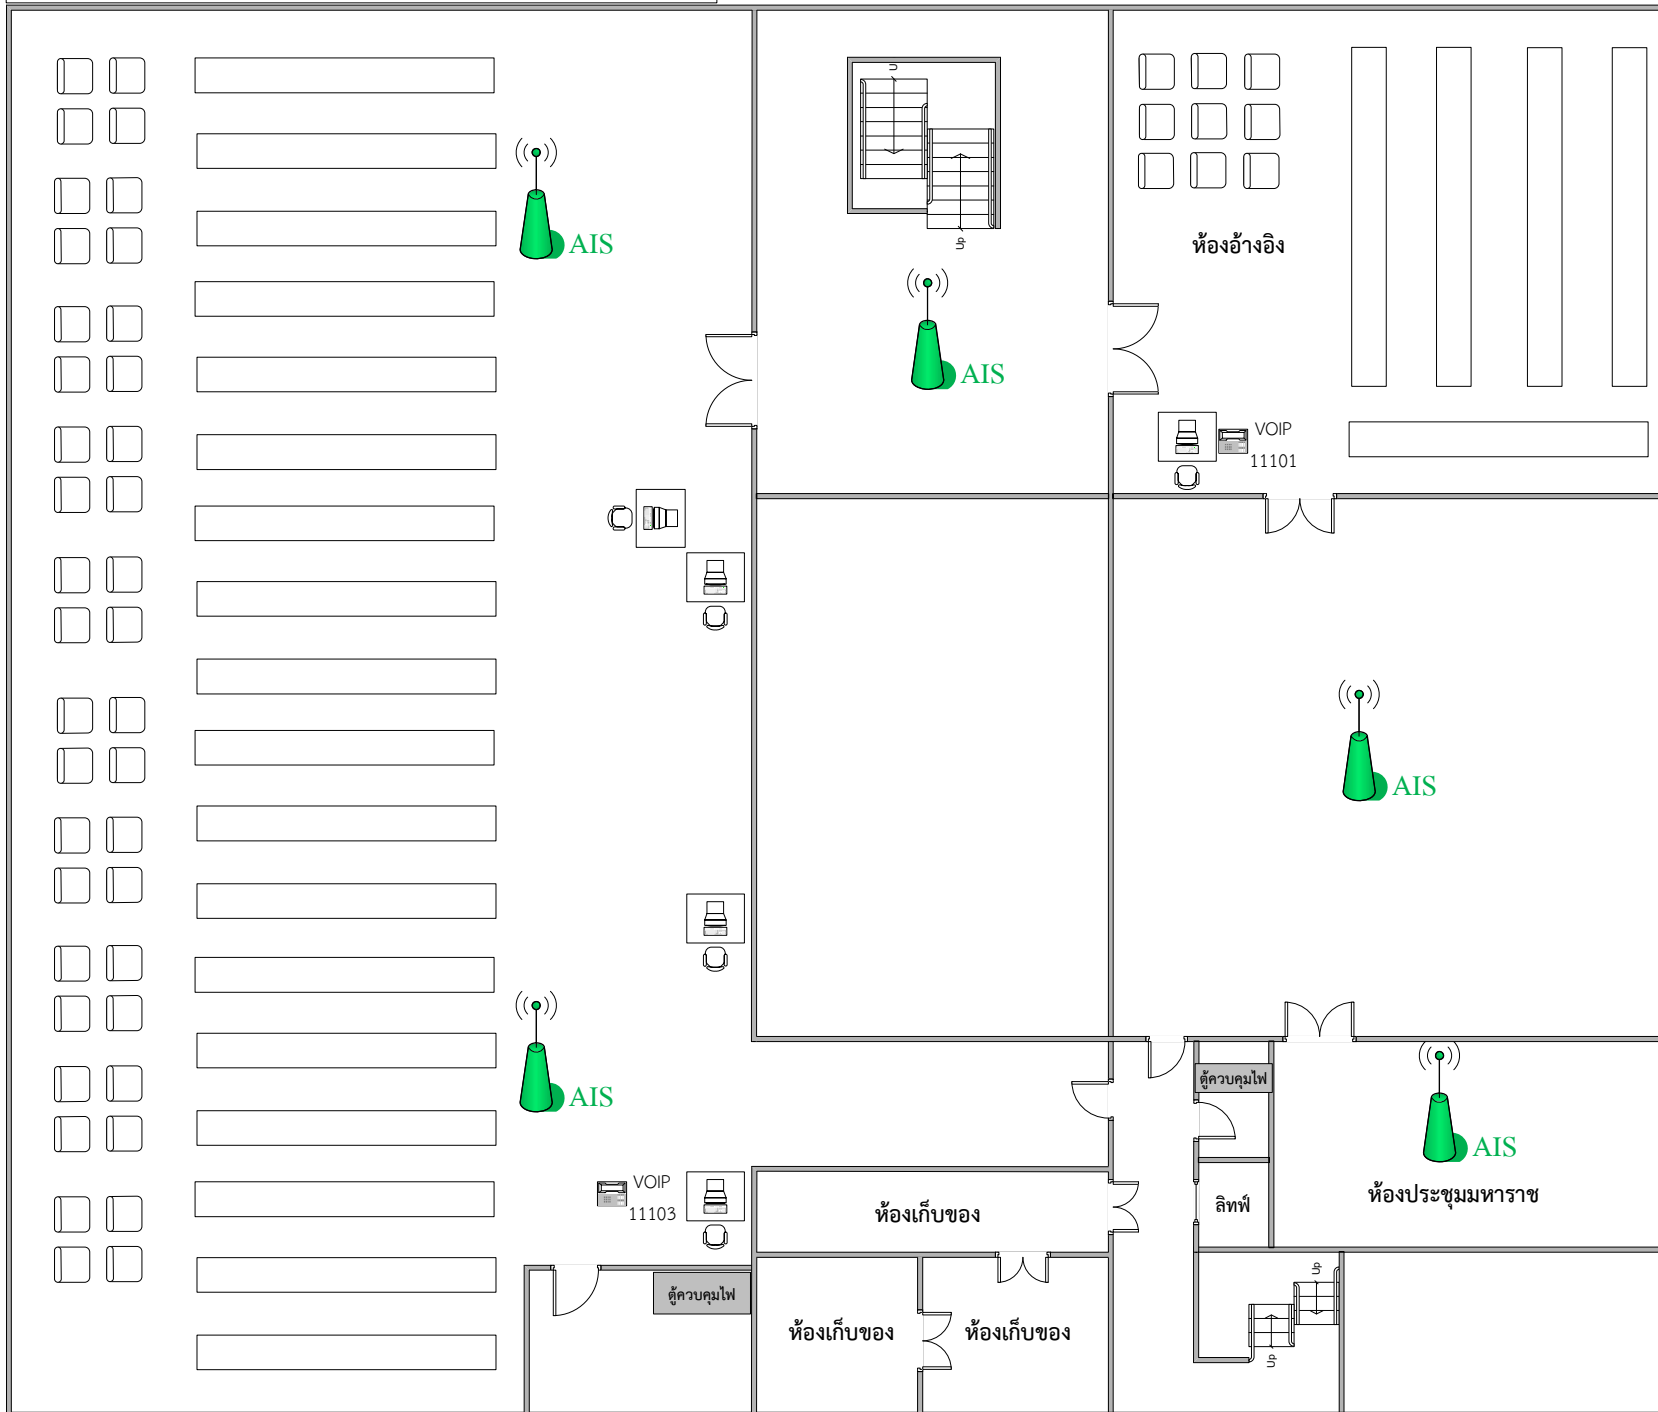 U
Up
AIS
ห้องอ้างอิง
AIS
VOIP
11101
AIS
AIS
ตู้ควบคุมไฟ
AIS
VOIP
11103
ห้องเก็บของ
ลิทฟ์
ห้องประชุมมหาราช
ตู้ควบคุมไฟ
ห้องเก็บของ
ห้องเก็บของ
Up
Up